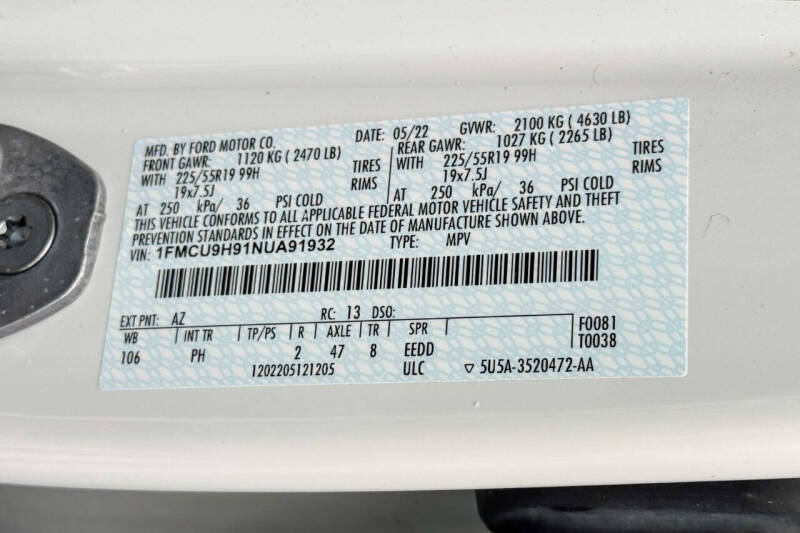 MFD. BY FORD MOTOR CO. DATE: 05/22 GVWR: 2100 KG ( 4630 LB)
FRONT GAWR: 1120 KG ( 2470 LB) REAR GAWR: 1027 KG ( 2265 LB)
WITH 225/55R19 99H TIRES WITH 225/55R19 99H TIRES
19x7.5J RIMS 19x7.5J RIMS
AT 250 kPa/ 36 PSI COLD AT 250 kPa/ 36 PSI COLD
THIS VEHICLE CONFORMS TO ALL APPLICABLE FEDERAL MOTOR VEHICLE SAFETY AND THEFT
PREVENTION STANDARDS IN EFFECT ON THE DATE OF MANUFACTURE SHOWN ABOVE.
VIN: 1FMCU9H91NUA91932 TYPE: MPV
EXT PNT: AZ RC: 13 DSO: F0081
WB INT TR TP/PS R AXLE TR SPR T0038
106 PH 2 47 8 EEDD
1202205121205 ULC ▽ 5U5A-3520472-AA